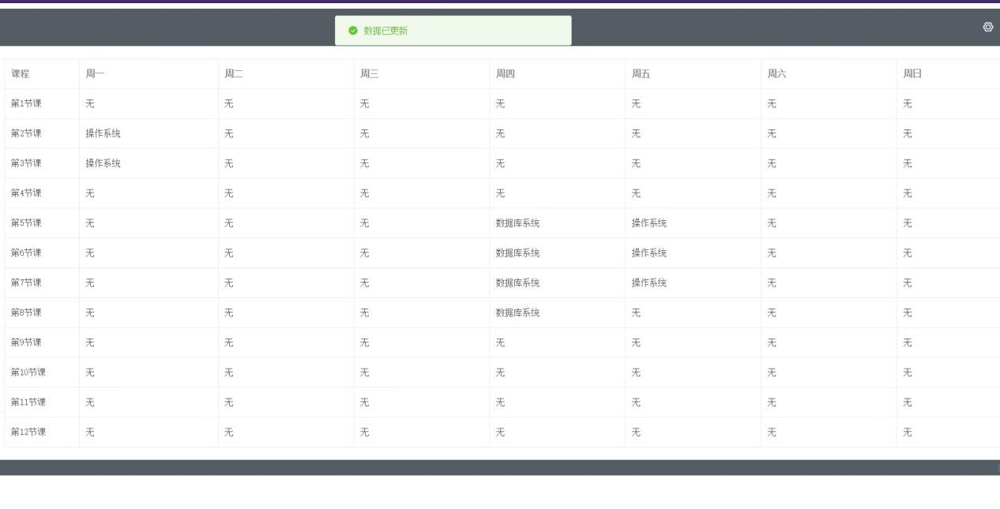 数据已更新
课程 周一 周二 周三 周四 周五 周六 周日
第1节课 无 无 无 无 无 无 无
第2节课 操作系统 无 无 无 无 无 无
第3节课 操作系统 无 无 无 无 无 无
第4节课 无 无 无 无 无 无 无
第5节课 无 无 无 数据库系统 操作系统 无 无
第6节课 无 无 无 数据库系统 操作系统 无 无
第7节课 无 无 无 数据库系统 操作系统 无 无
第8节课 无 无 无 数据库系统 无 无 无
第9节课 无 无 无 无 无 无 无
第10节课 无 无 无 无 无 无 无
第11节课 无 无 无 无 无 无 无
第12节课 无 无 无 无 无 无 无